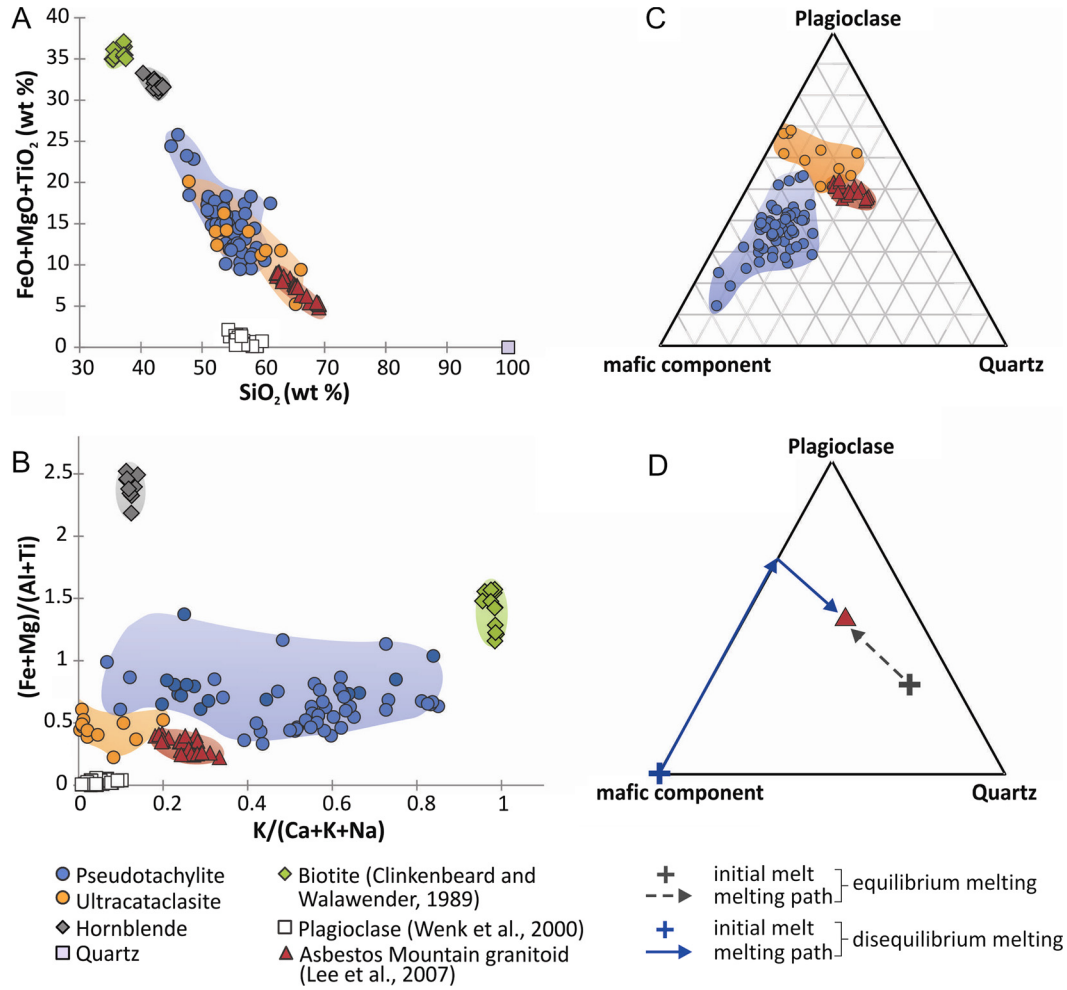 A
FeO+MgO+TiO₂ (wt %)
40
35
30
25
20
15
10
5
0
30
40
50
60
70
80
90
100
SiO₂ (wt %)
C
Plagioclase
mafic component
Quartz
B
(Fe+Mg)/(Al+Ti)
2.5
2
1.5
1
0.5
0
0
0.2
0.4
0.6
0.8
1
K/(Ca+K+Na)
D
Plagioclase
mafic component
Quartz
Pseudotachylite
Ultracataclasite
Hornblende
Quartz
Biotite (Clinkenbeard and
Walawender, 1989)
Plagioclase (Wenk et al., 2000)
Asbestos Mountain granitoid
(Lee et al., 2007)
initial melt
melting path
equilibrium melting
initial melt
melting path
disequilibrium melting